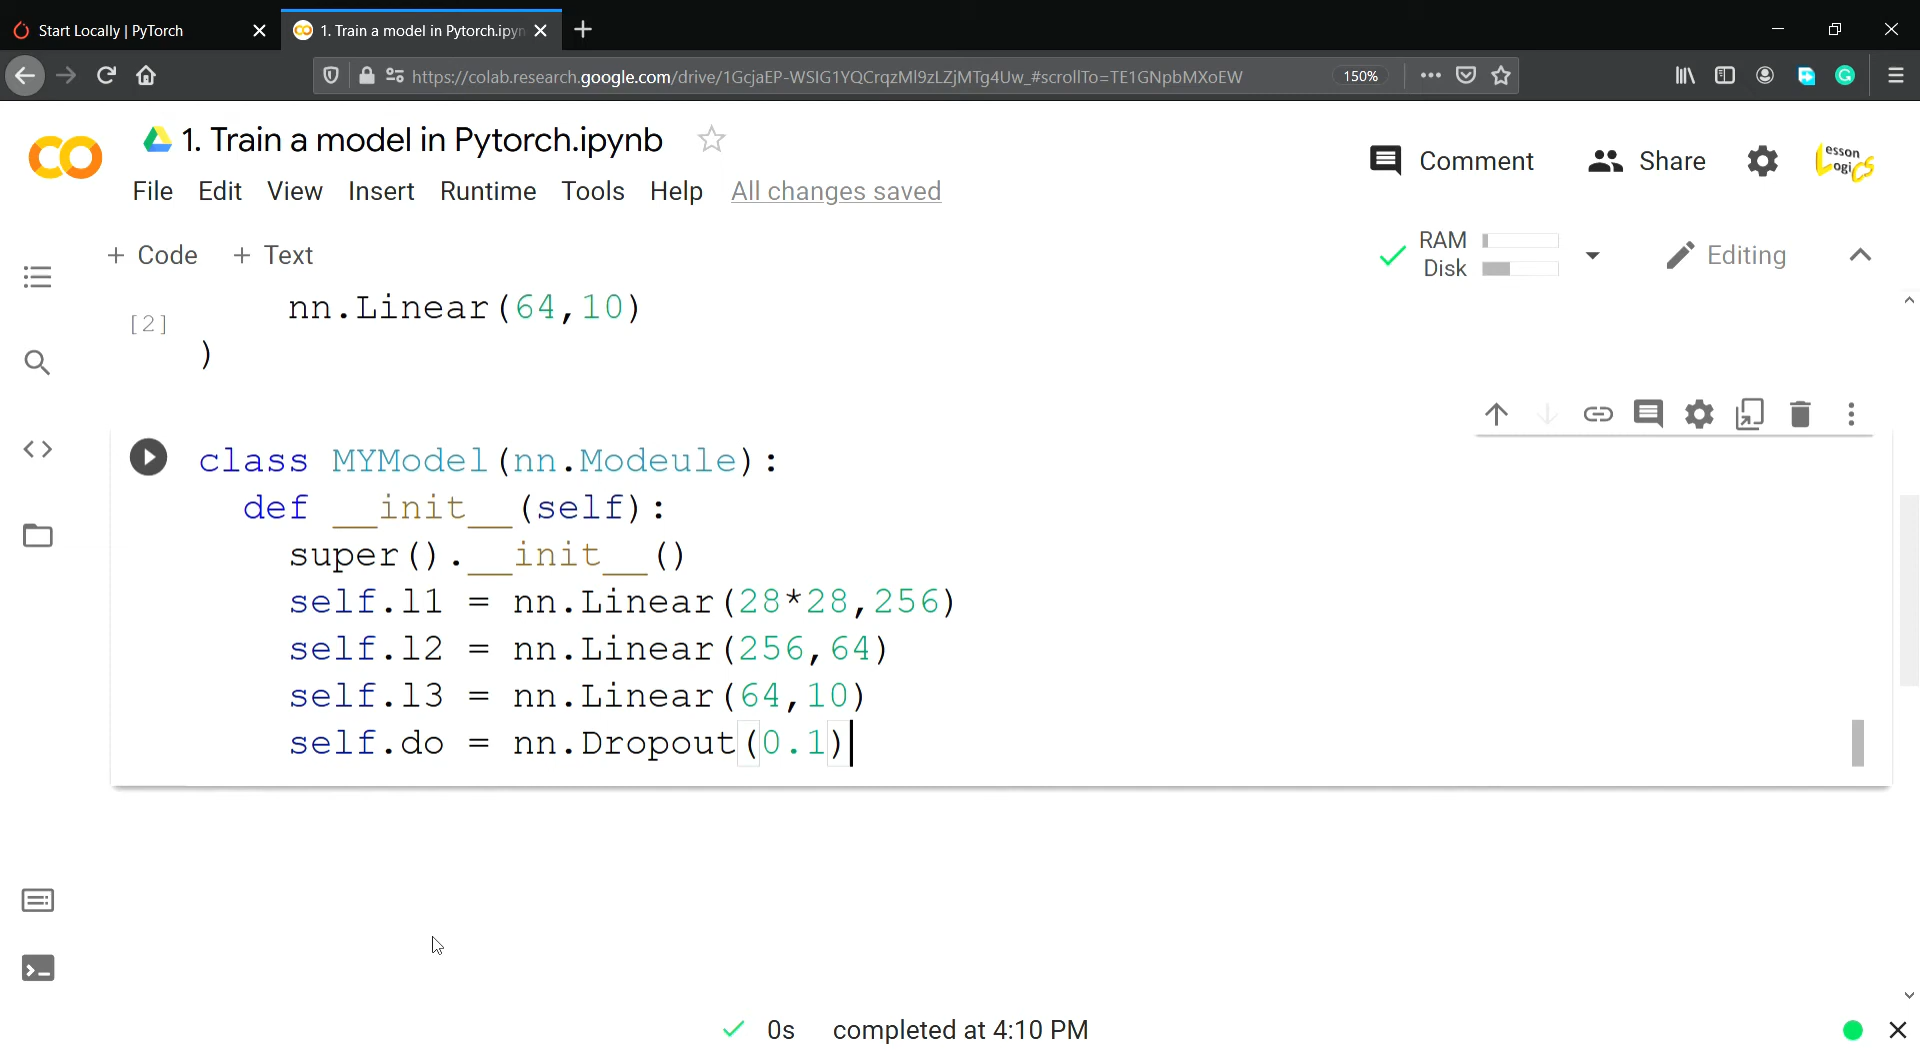 Start Locally | PyTorch
1. Train a model in Pytorch.ipyn
https://colab.research.google.com/drive/1GcjaEP-WSIG1YQCrqzMl9zLZjMTg4Uw_#scrollTo=TE1GNpbMXoEW
150%
1. Train a model in Pytorch.ipynb
Comment
Share
Lesson
LogiCS
File Edit View Insert Runtime Tools Help All changes saved
+ Code + Text
RAM
Disk
Editing
[2]
nn.Linear(64,10)
)
class MYModel(nn.Modeule):
def __init__(self):
super().__init__()
self.l1 = nn.Linear(28*28,256)
self.l2 = nn.Linear(256,64)
self.l3 = nn.Linear(64,10)
self.do = nn.Dropout(0.1)
0s completed at 4:10 PM